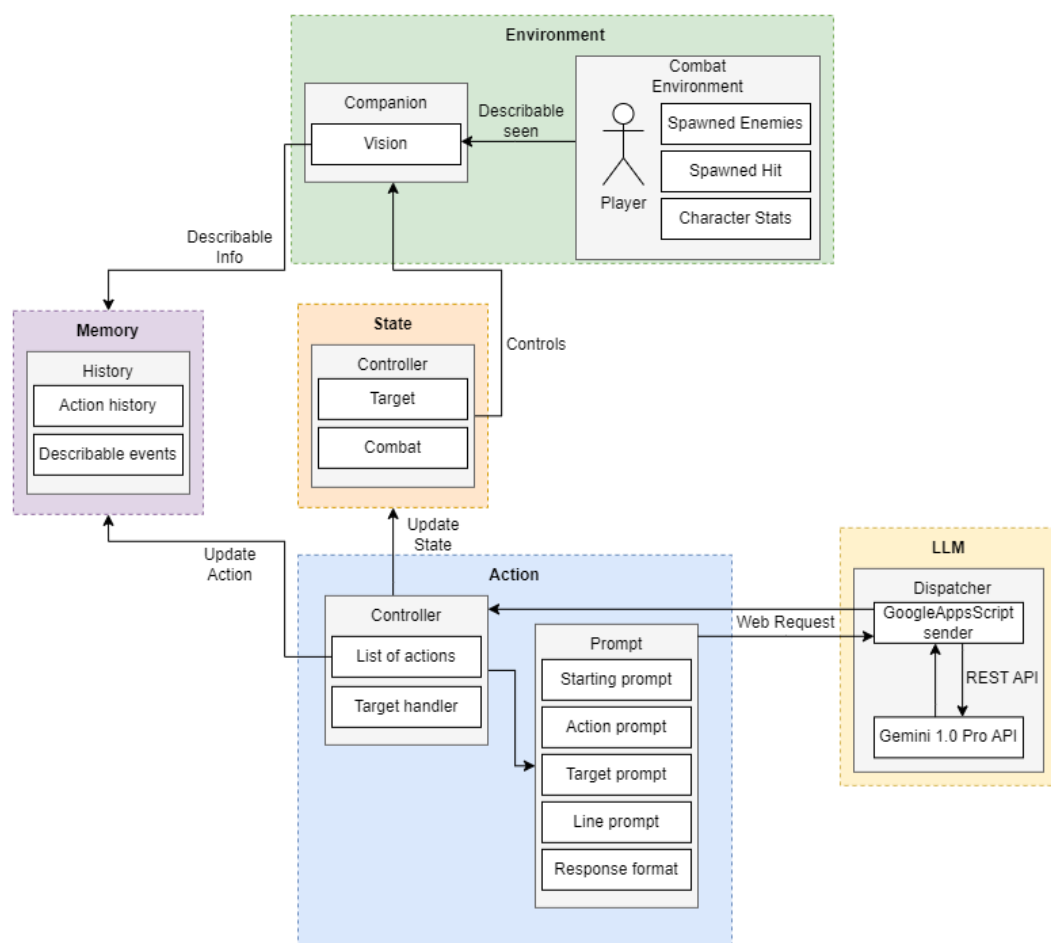 Environment
Combat
Environment
Companion
Vision
Describable
seen
Player
Spawned Enemies
Spawned Hit
Character Stats
Describable
Info
Memory
History
Action history
Describable events
State
Controller
Target
Combat
Controls
Update
Action
Update
State
Action
Controller
List of actions
Target handler
Prompt
Starting prompt
Action prompt
Target prompt
Line prompt
Response format
Web Request
LLM
Dispatcher
GoogleAppsScript
sender
REST API
Gemini 1.0 Pro API